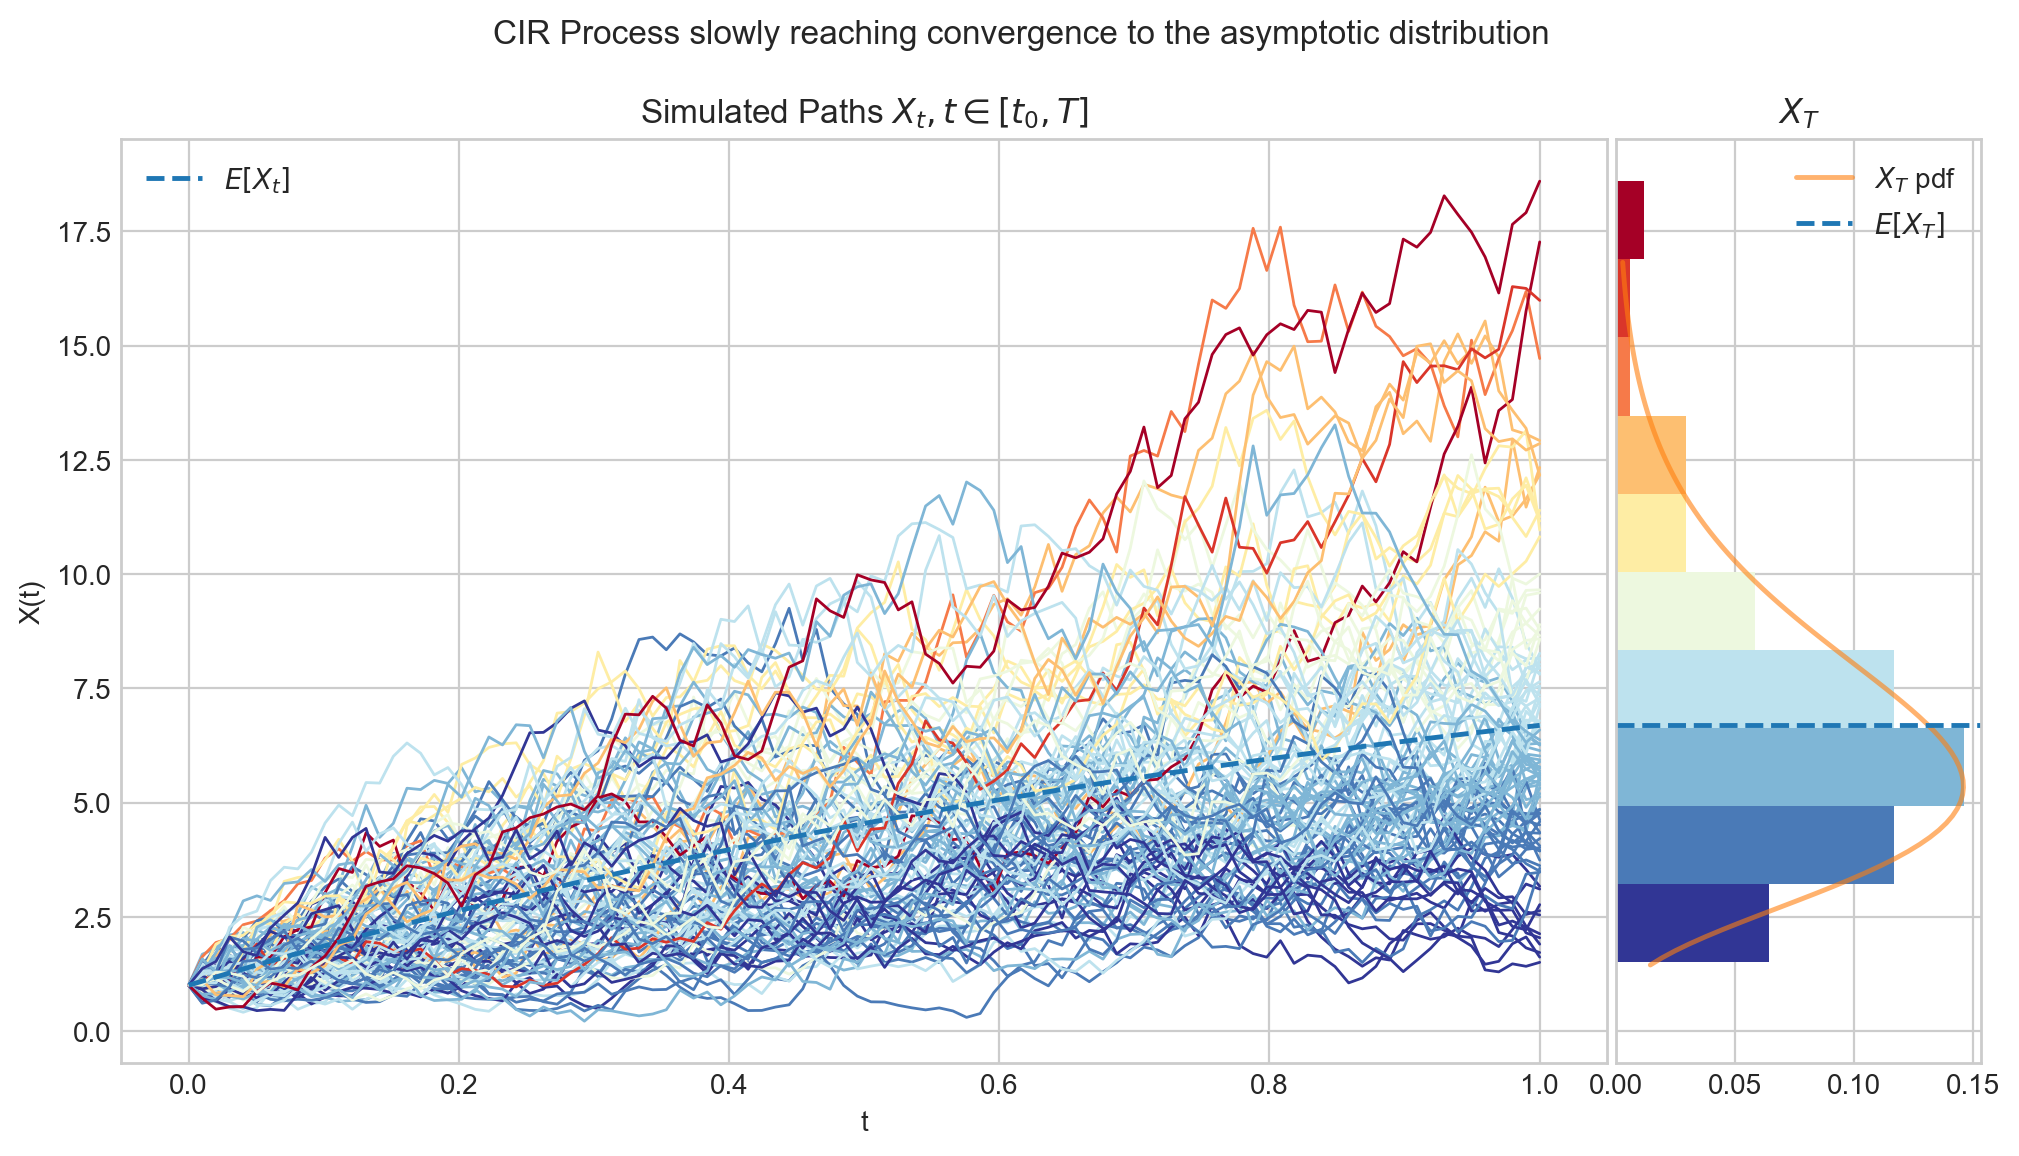 CIR Process slowly reaching convergence to the asymptotic distribution
Simulated Paths X_t, t ∈ [t_0, T]
X_T
E[X_t]
X_T pdf
E[X_T]
17.5
15.0
12.5
10.0
7.5
5.0
2.5
0.0
X(t)
0.0 0.2 0.4 0.6 0.8 1.0
0.00 0.05 0.10 0.15
t